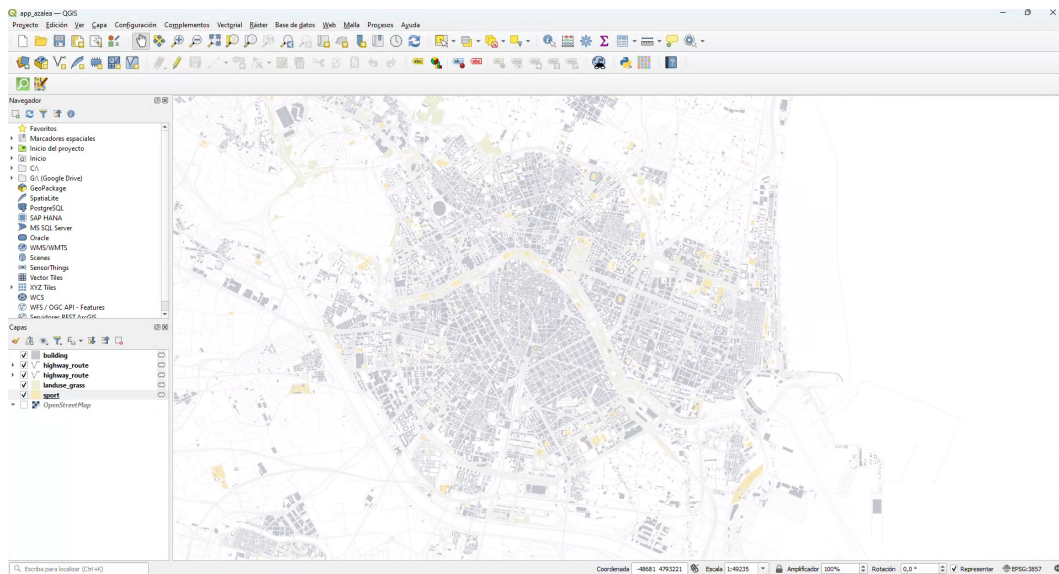 app_azalea — QGIS
Proyecto Edición Ver Capa Configuración Complementos Vectorial Ráster Base de datos Web Malla Procesos Ayuda
Navegador
Favoritos
Marcadores espaciales
Inicio del proyecto
Inicio
C:\
G:\ (Google Drive)
GeoPackage
SpatiaLite
PostgreSQL
SAP HANA
MS SQL Server
Oracle
WMS/WMTS
Scenes
SensorThings
Vector Tiles
XYZ Tiles
WCS
WFS / OGC API - Features
Servidores REST ArcGIS
Capas
building
highway_route
highway_route
landuse_grass
sport
OpenStreetMap
Escriba para localizar (Ctrl+K)
Coordenada -48681 4793221 Escala 1:49235 Amplificador 100% Rotación 0,0 ° Representar EPSG:3857